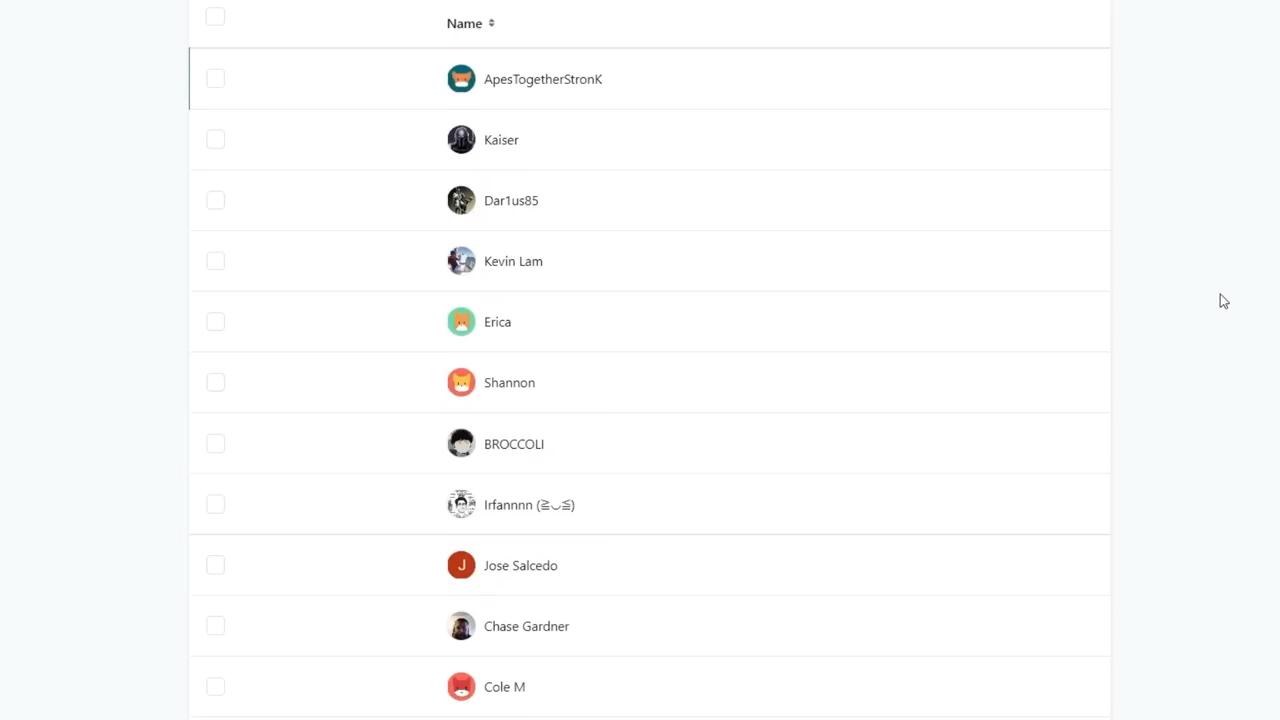 Name
ApesTogetherStronK
Kaiser
Dar1us85
Kevin Lam
Erica
Shannon
BROCCOLI
Irfannnn (≧◡≦)
J Jose Salcedo
Chase Gardner
Cole M